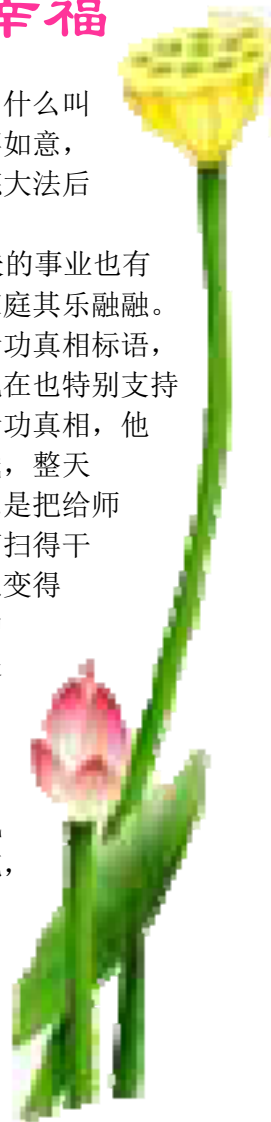 幸福
什么叫
如意,
大法后
的事业也有
庭其乐融融。
功真相标语,
在也特别支持
功真相,他
,整天
是把给师
扫得干
变得
,